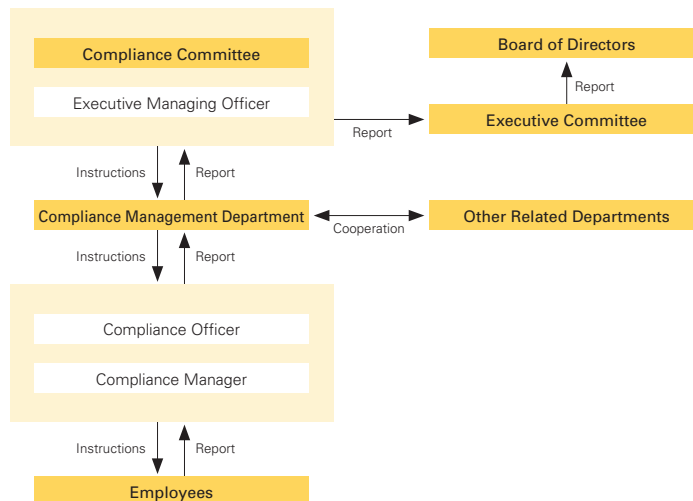 Compliance Committee
Board of Directors
Executive Managing Officer
Report
Executive Committee
Report
Instructions
Report
Compliance Management Department
Other Related Departments
Cooperation
Instructions
Report
Compliance Officer
Compliance Manager
Instructions
Report
Employees